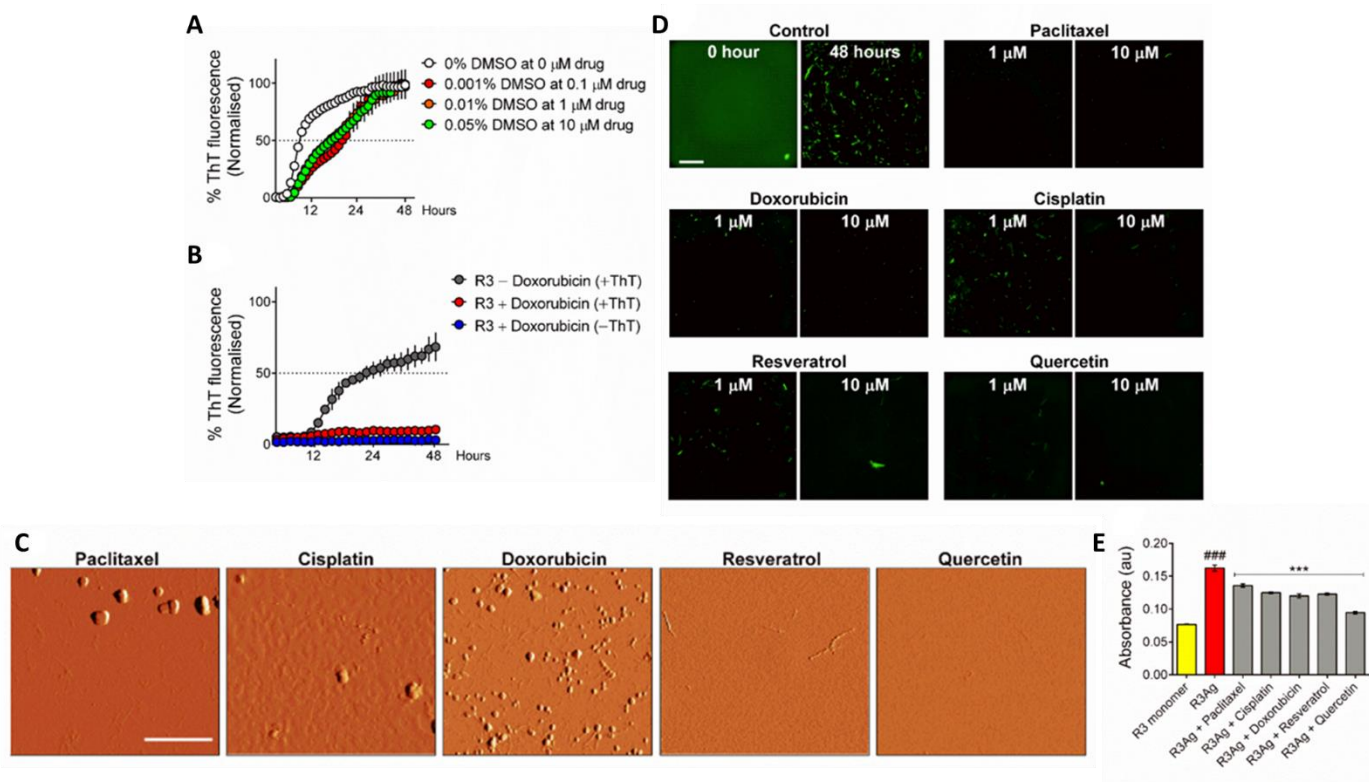 A
% ThT fluorescence
(Normalised)
100
50
0
12
24
48
Hours
0% DMSO at 0 μM drug
0.001% DMSO at 0.1 μM drug
0.01% DMSO at 1 μM drug
0.05% DMSO at 10 μM drug
B
% ThT fluorescence
(Normalised)
100
50
0
12
24
48
Hours
R3 − Doxorubicin (+ThT)
R3 + Doxorubicin (+ThT)
R3 + Doxorubicin (−ThT)
C
Paclitaxel
Cisplatin
Doxorubicin
Resveratrol
Quercetin
D
Control
0 hour
48 hours
Paclitaxel
1 μM
10 μM
Doxorubicin
1 μM
10 μM
Cisplatin
1 μM
10 μM
Resveratrol
1 μM
10 μM
Quercetin
1 μM
10 μM
E
Absorbance (au)
0.20
0.15
0.10
0.05
0.00
###
***
R3 monomer
R3Ag
R3Ag + Paclitaxel
R3Ag + Cisplatin
R3Ag + Doxorubicin
R3Ag + Resveratrol
R3Ag + Quercetin